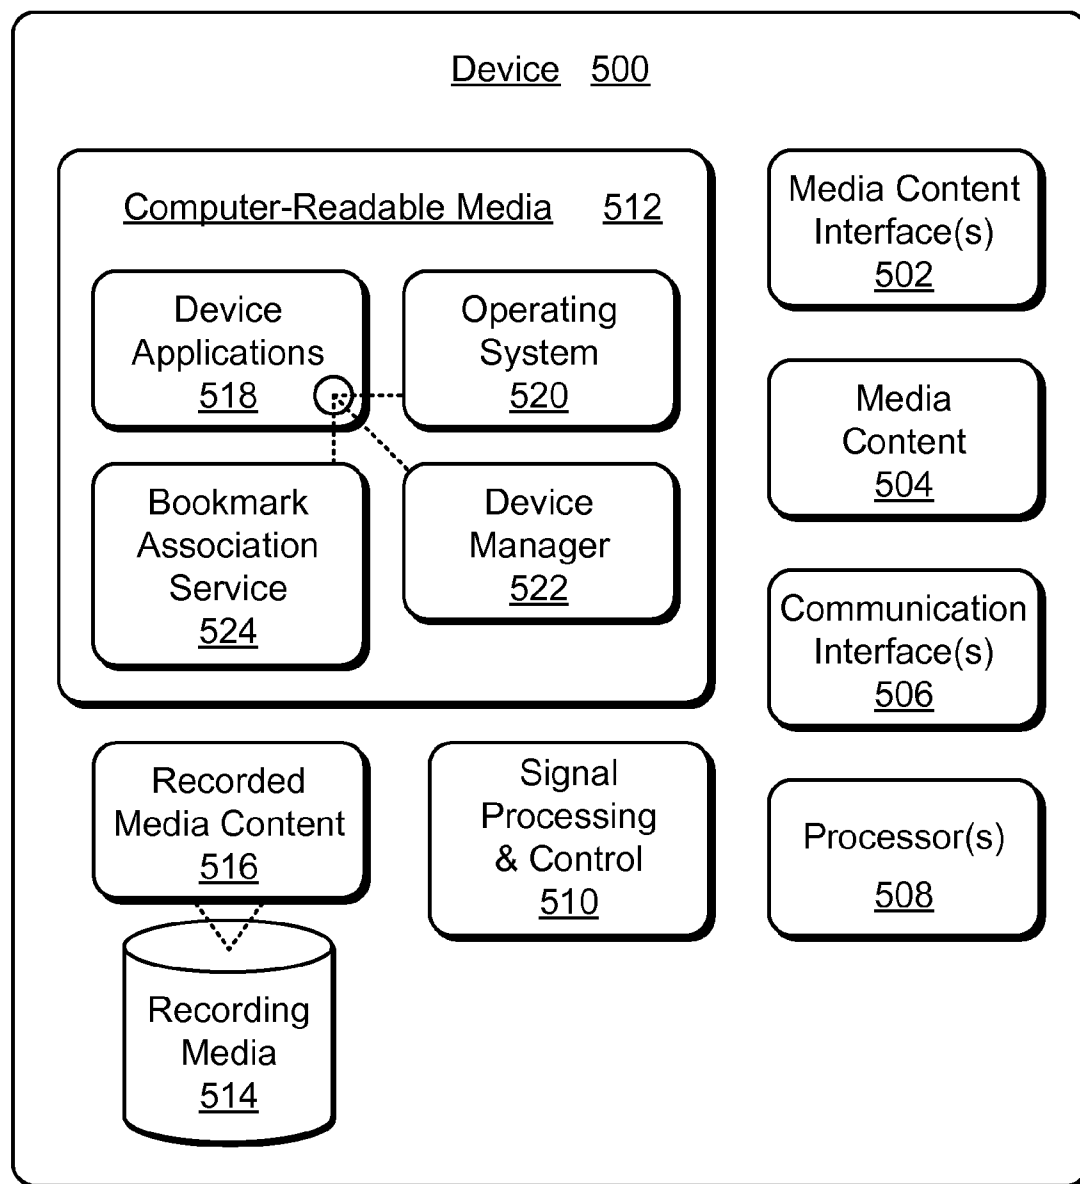 Device 500
Computer-Readable Media 512
Device
Applications
518
Operating
System
520
Bookmark
Association
Service
524
Device
Manager
522
Media Content
Interface(s)
502
Media
Content
504
Communication
Interface(s)
506
Processor(s)
508
Recorded
Media Content
516
Signal
Processing
& Control
510
Recording
Media
514